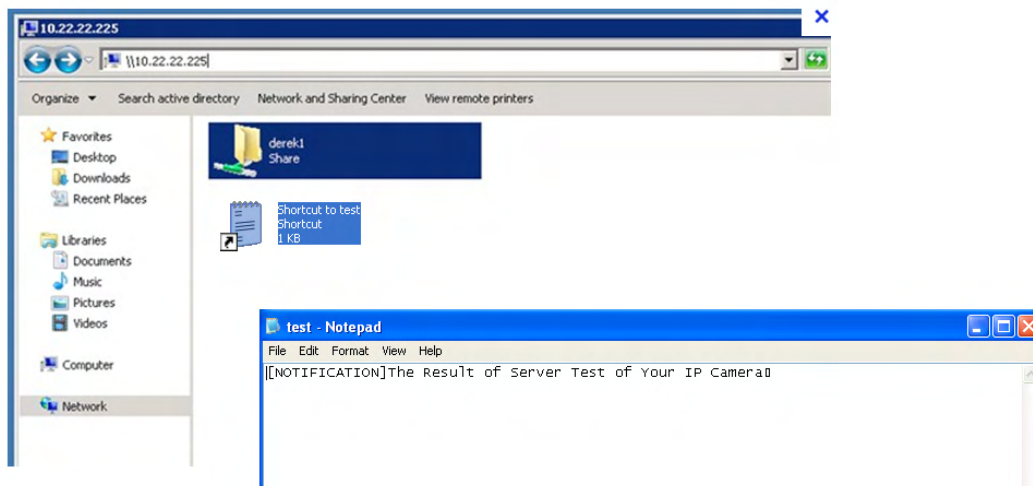 10.22.22.225
\\10.22.22.225
Organize Search active directory Network and Sharing Center View remote printers
Favorites
Desktop
Downloads
Recent Places
Libraries
Documents
Music
Pictures
Videos
Computer
Network
derek1
Share
Shortcut to test
Shortcut
1 KB
test - Notepad
File Edit Format View Help
[NOTIFICATION]The Result of Server Test of Your IP Camera▯